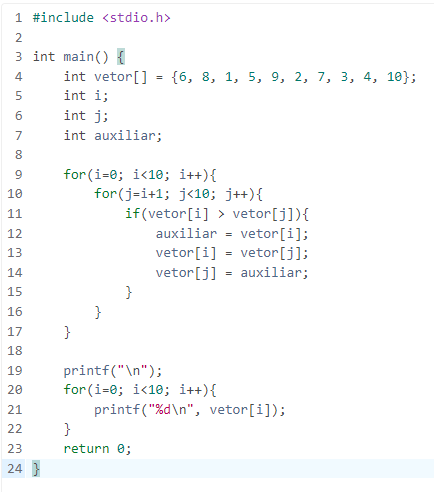 1 #include <stdio.h>
2
3 int main() {
4     int vetor[] = {6, 8, 1, 5, 9, 2, 7, 3, 4, 10};
5     int i;
6     int j;
7     int auxiliar;
8
9     for(i=0; i<10; i++){
10         for(j=i+1; j<10; j++){
11             if(vetor[i] > vetor[j]){
12                 auxiliar = vetor[i];
13                 vetor[i] = vetor[j];
14                 vetor[j] = auxiliar;
15             }
16         }
17     }
18
19     printf("\n");
20     for(i=0; i<10; i++){
21         printf("%d\n", vetor[i]);
22     }
23     return 0;
24 }